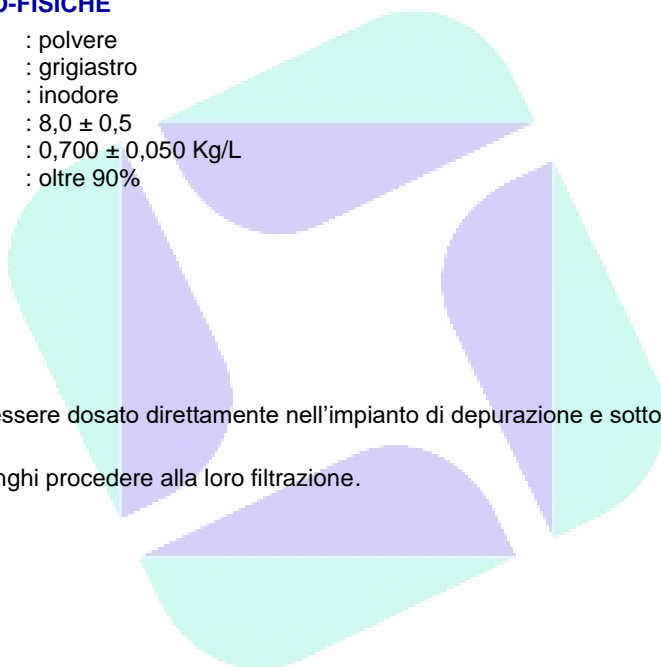 O-FISICHE
: polvere
: grigiastro
: inodore
: 8,0 ± 0,5
: 0,700 ± 0,050 Kg/L
: oltre 90%
essere dosato direttamente nell'impianto di depurazione e sotto
nghi procedere alla loro filtrazione.